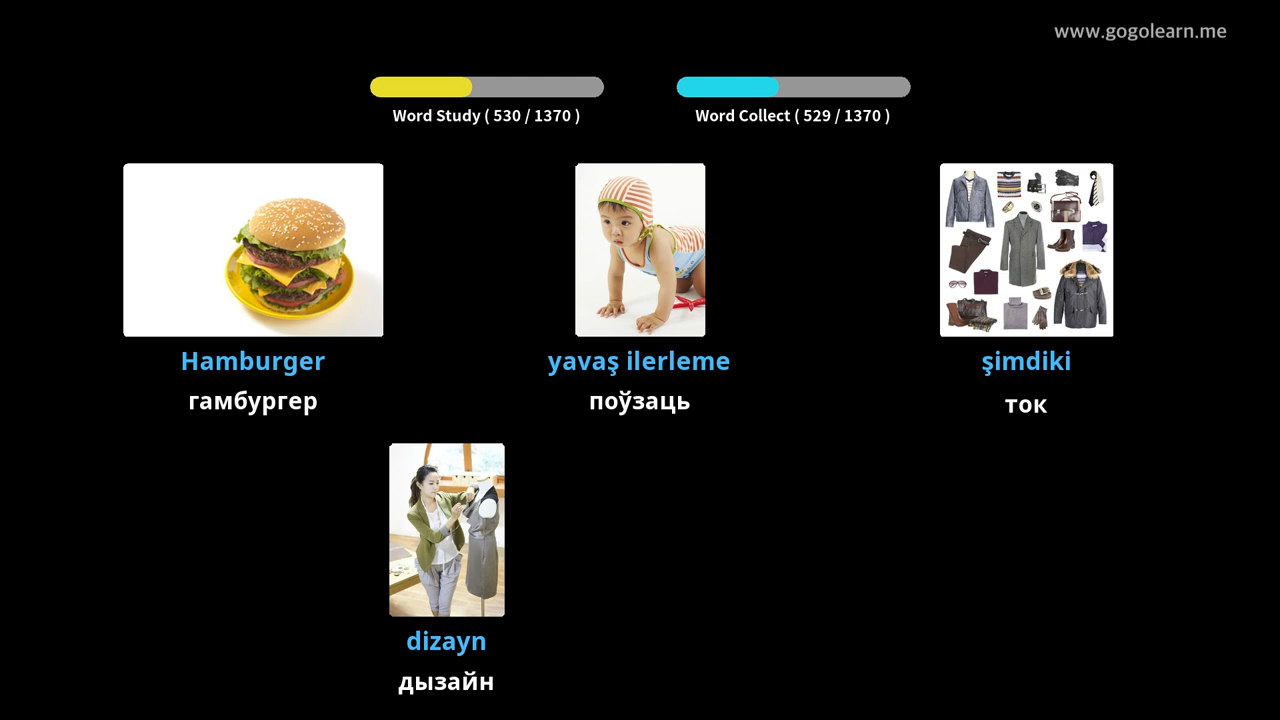 www.gogolearn.me
Word Study ( 530 / 1370 )
Word Collect ( 529 / 1370 )
Hamburger
гамбургер
yavaş ilerleme
поўзаць
şimdiki
ток
dizayn
дызайн